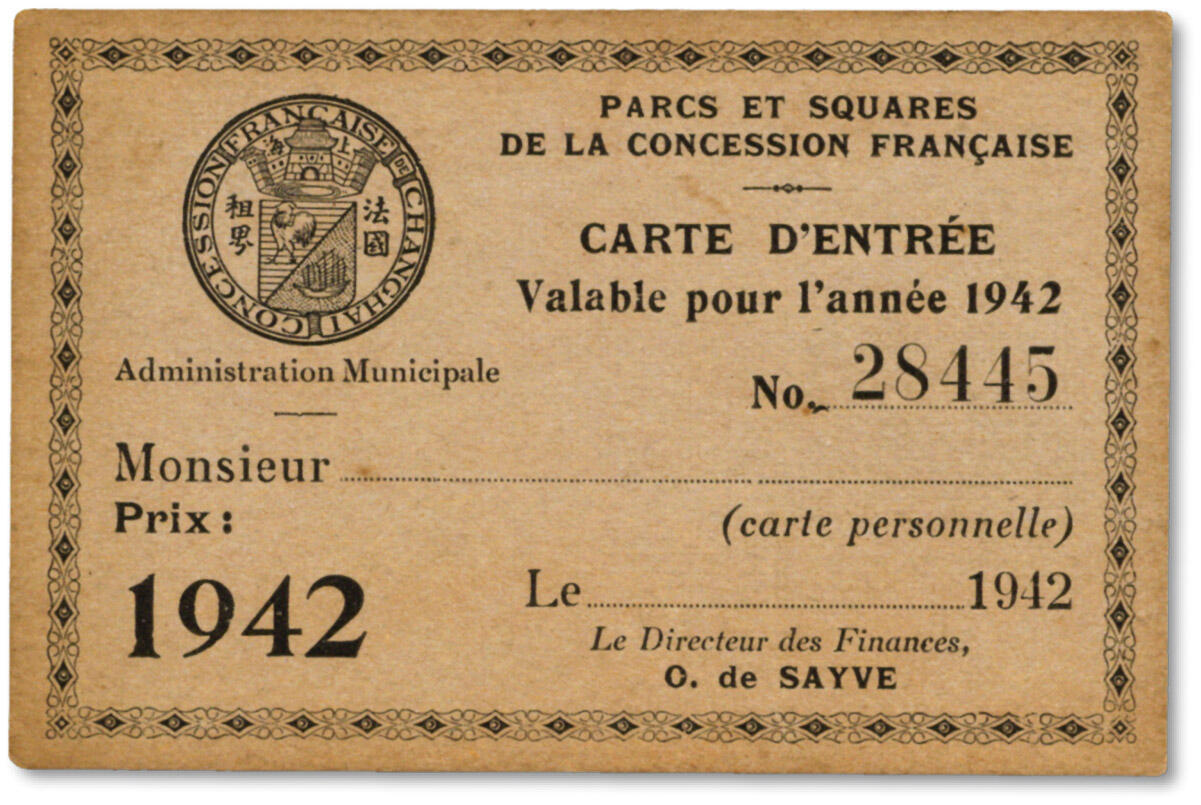 CONCESSION FRANÇAISE DE CHANGHAI
上海
法國
租界
Administration Municipale
PARCS ET SQUARES
DE LA CONCESSION FRANÇAISE
CARTE D'ENTRÉE
Valable pour l'année 1942
No. 28445
Monsieur
Prix :
(carte personnelle)
1942
Le 1942
Le Directeur des Finances,
O. de SAYVE